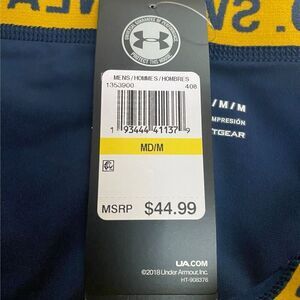 MENS / HOMMES / HOMBRES
1353900 408
1 93444 41137 9
MD/M
MSRP $44.99
UA.COM
©2018 Under Armour, Inc.
HT-908376
/M/M
MPRESIÓN
TGEAR